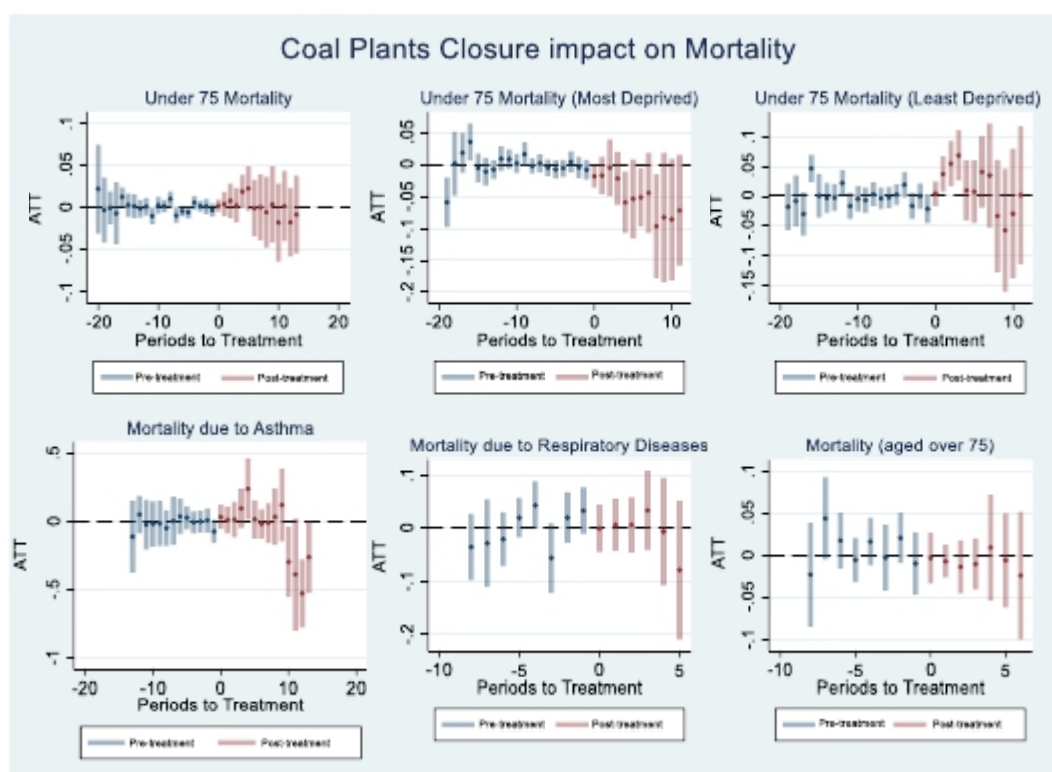 Coal Plants Closure impact on Mortality
Under 75 Mortality
.1
.05
0
-.05
-.1
ATT
-20 -10 0 10 20
Periods to Treatment
Pre-treatment Post-treatment
Under 75 Mortality (Most Deprived)
.05
0
-.05
-.1
-.15
-.2
ATT
-20 -10 0 10
Periods to Treatment
Pre-treatment Post-treatment
Under 75 Mortality (Least Deprived)
.1
.05
0
-.05
-.1
-.15
ATT
-20 -10 0 10
Periods to Treatment
Pre-treatment Post-treatment
Mortality due to Asthma
.5
0
-.5
-1
ATT
-20 -10 0 10 20
Periods to Treatment
Pre-treatment Post-treatment
Mortality due to Respiratory Diseases
.1
0
-.1
-.2
ATT
-10 -5 0 5
Periods to Treatment
Pre-treatment Post-treatment
Mortality (aged over 75)
.1
.05
0
-.05
-.1
ATT
-10 -5 0 5
Periods to Treatment
Pre-treatment Post-treatment